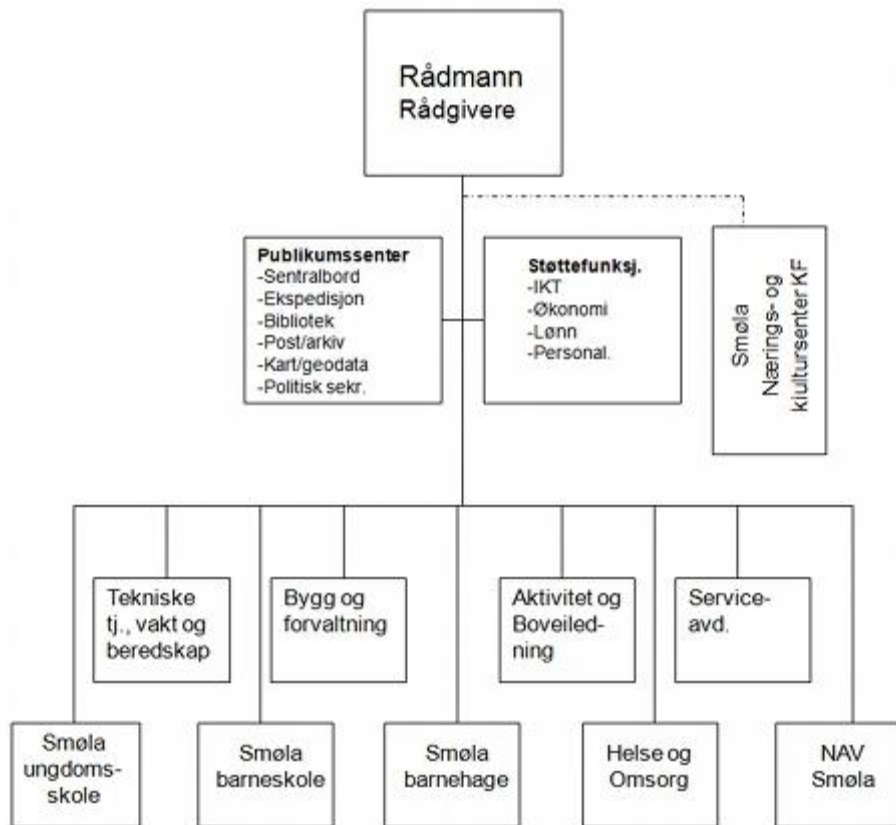 Rådmann
Rådgivere
Publikumssenter
-Sentralbord
-Ekspedisjon
-Bibliotek
-Post/arkiv
-Kart/geodata
-Politisk sekr.
Støttefunksj.
-IKT
-Økonomi
-Lønn
-Personal.
Smøla
Nærings- og
kiultursenter KF
Tekniske
tj., vakt og
beredskap
Bygg og
forvaltning
Aktivitet og
Boveiled-
ning
Service-
avd.
Smøla
ungdoms-
skole
Smøla
barneskole
Smøla
barnehage
Helse og
Omsorg
NAV
Smøla